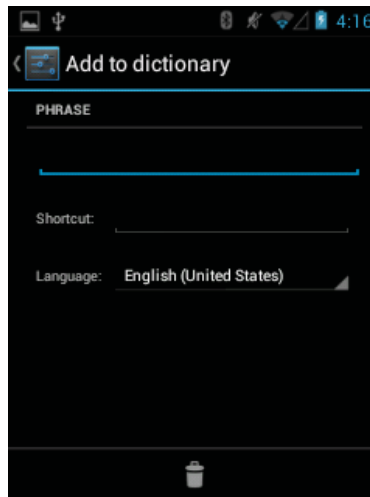 4:16
Add to dictionary
PHRASE
Shortcut:
Language: English (United States)